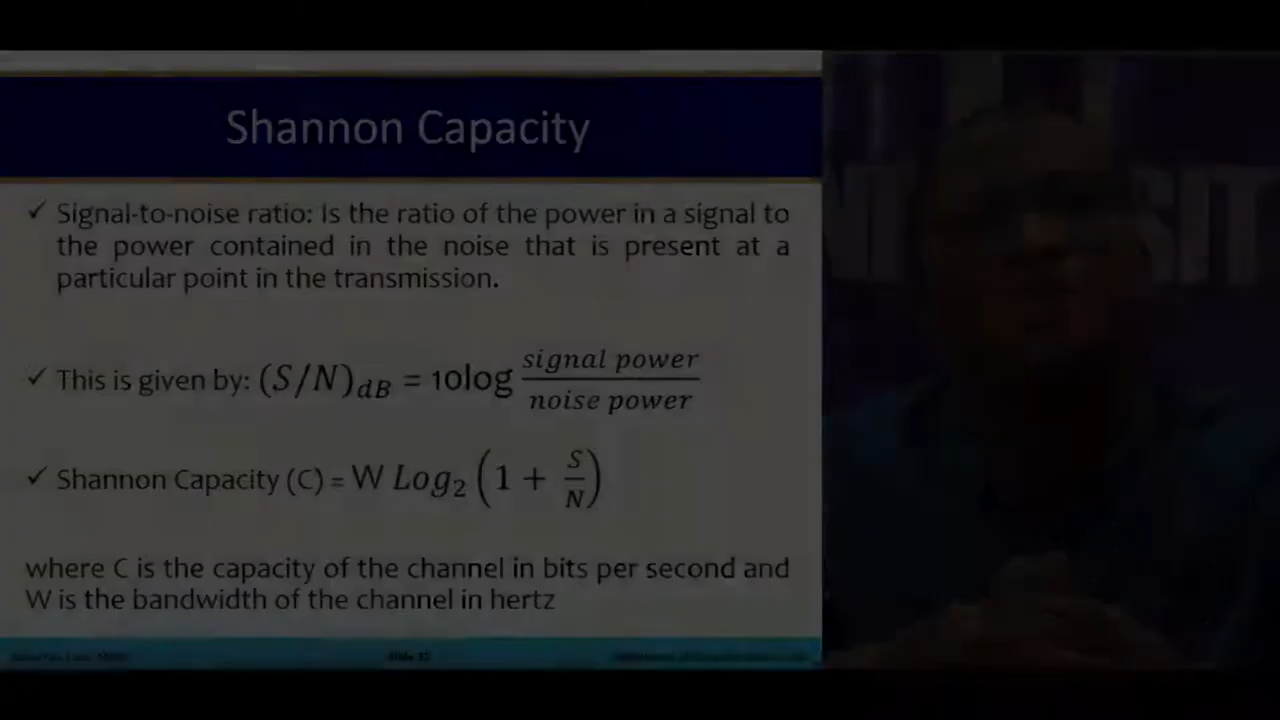 Shannon Capacity
✓ Signal-to-noise ratio: Is the ratio of the power in a signal to
the power contained in the noise that is present at a
particular point in the transmission.
✓ This is given by: (S/N)dB = 10log signal power / noise power
✓ Shannon Capacity (C) = W Log₂ (1 + S/N)
where C is the capacity of the channel in bits per second and
W is the bandwidth of the channel in hertz